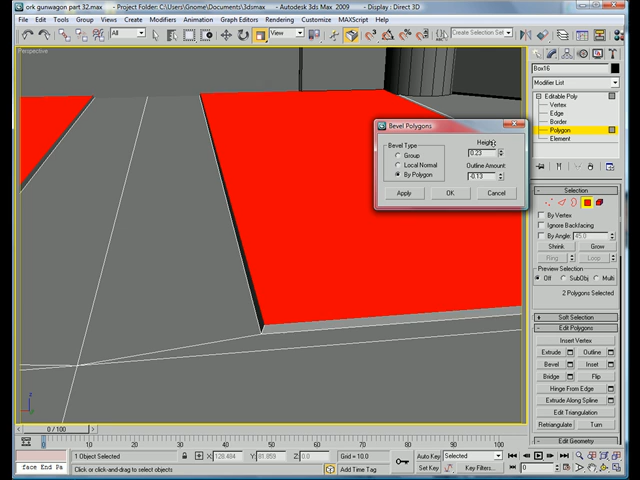 ork gunwagon part 32.max - Project Folder: C:\Users\Gnome\Documents\3dsmax - Autodesk 3ds Max 2009 - Display : Direct 3D
File Edit Tools Group Views Create Modifiers Animation Graph Editors Rendering Customize MAXScript Help
All View Create Selection Set
Perspective
Box16
Modifier List
Editable Poly
Vertex
Edge
Border
Polygon
Element
Bevel Polygons
Bevel Type
Group
Local Normal
By Polygon
Height:
0.23
Outline Amount:
-0.13
Apply OK Cancel
Selection
By Vertex
Ignore Backfacing
By Angle: 45.0
Shrink Grow
Ring Loop
Preview Selection
Off SubObj Multi
2 Polygons Selected
Soft Selection
Edit Polygons
Insert Vertex
Extrude Outline
Bevel Inset
Bridge Flip
Hinge From Edge
Extrude Along Spline
Edit Triangulation
Retriangulate Turn
Edit Geometry
z
0 / 100
0 10 20 30 40 50 60 70 80 90 100
1 Object Selected X: 128.484 Y: 81.859 Z: 0.0 Grid = 10.0 Auto Key Selected
face End Pa Click or click-and-drag to select objects Add Time Tag Set Key Key Filters... 0